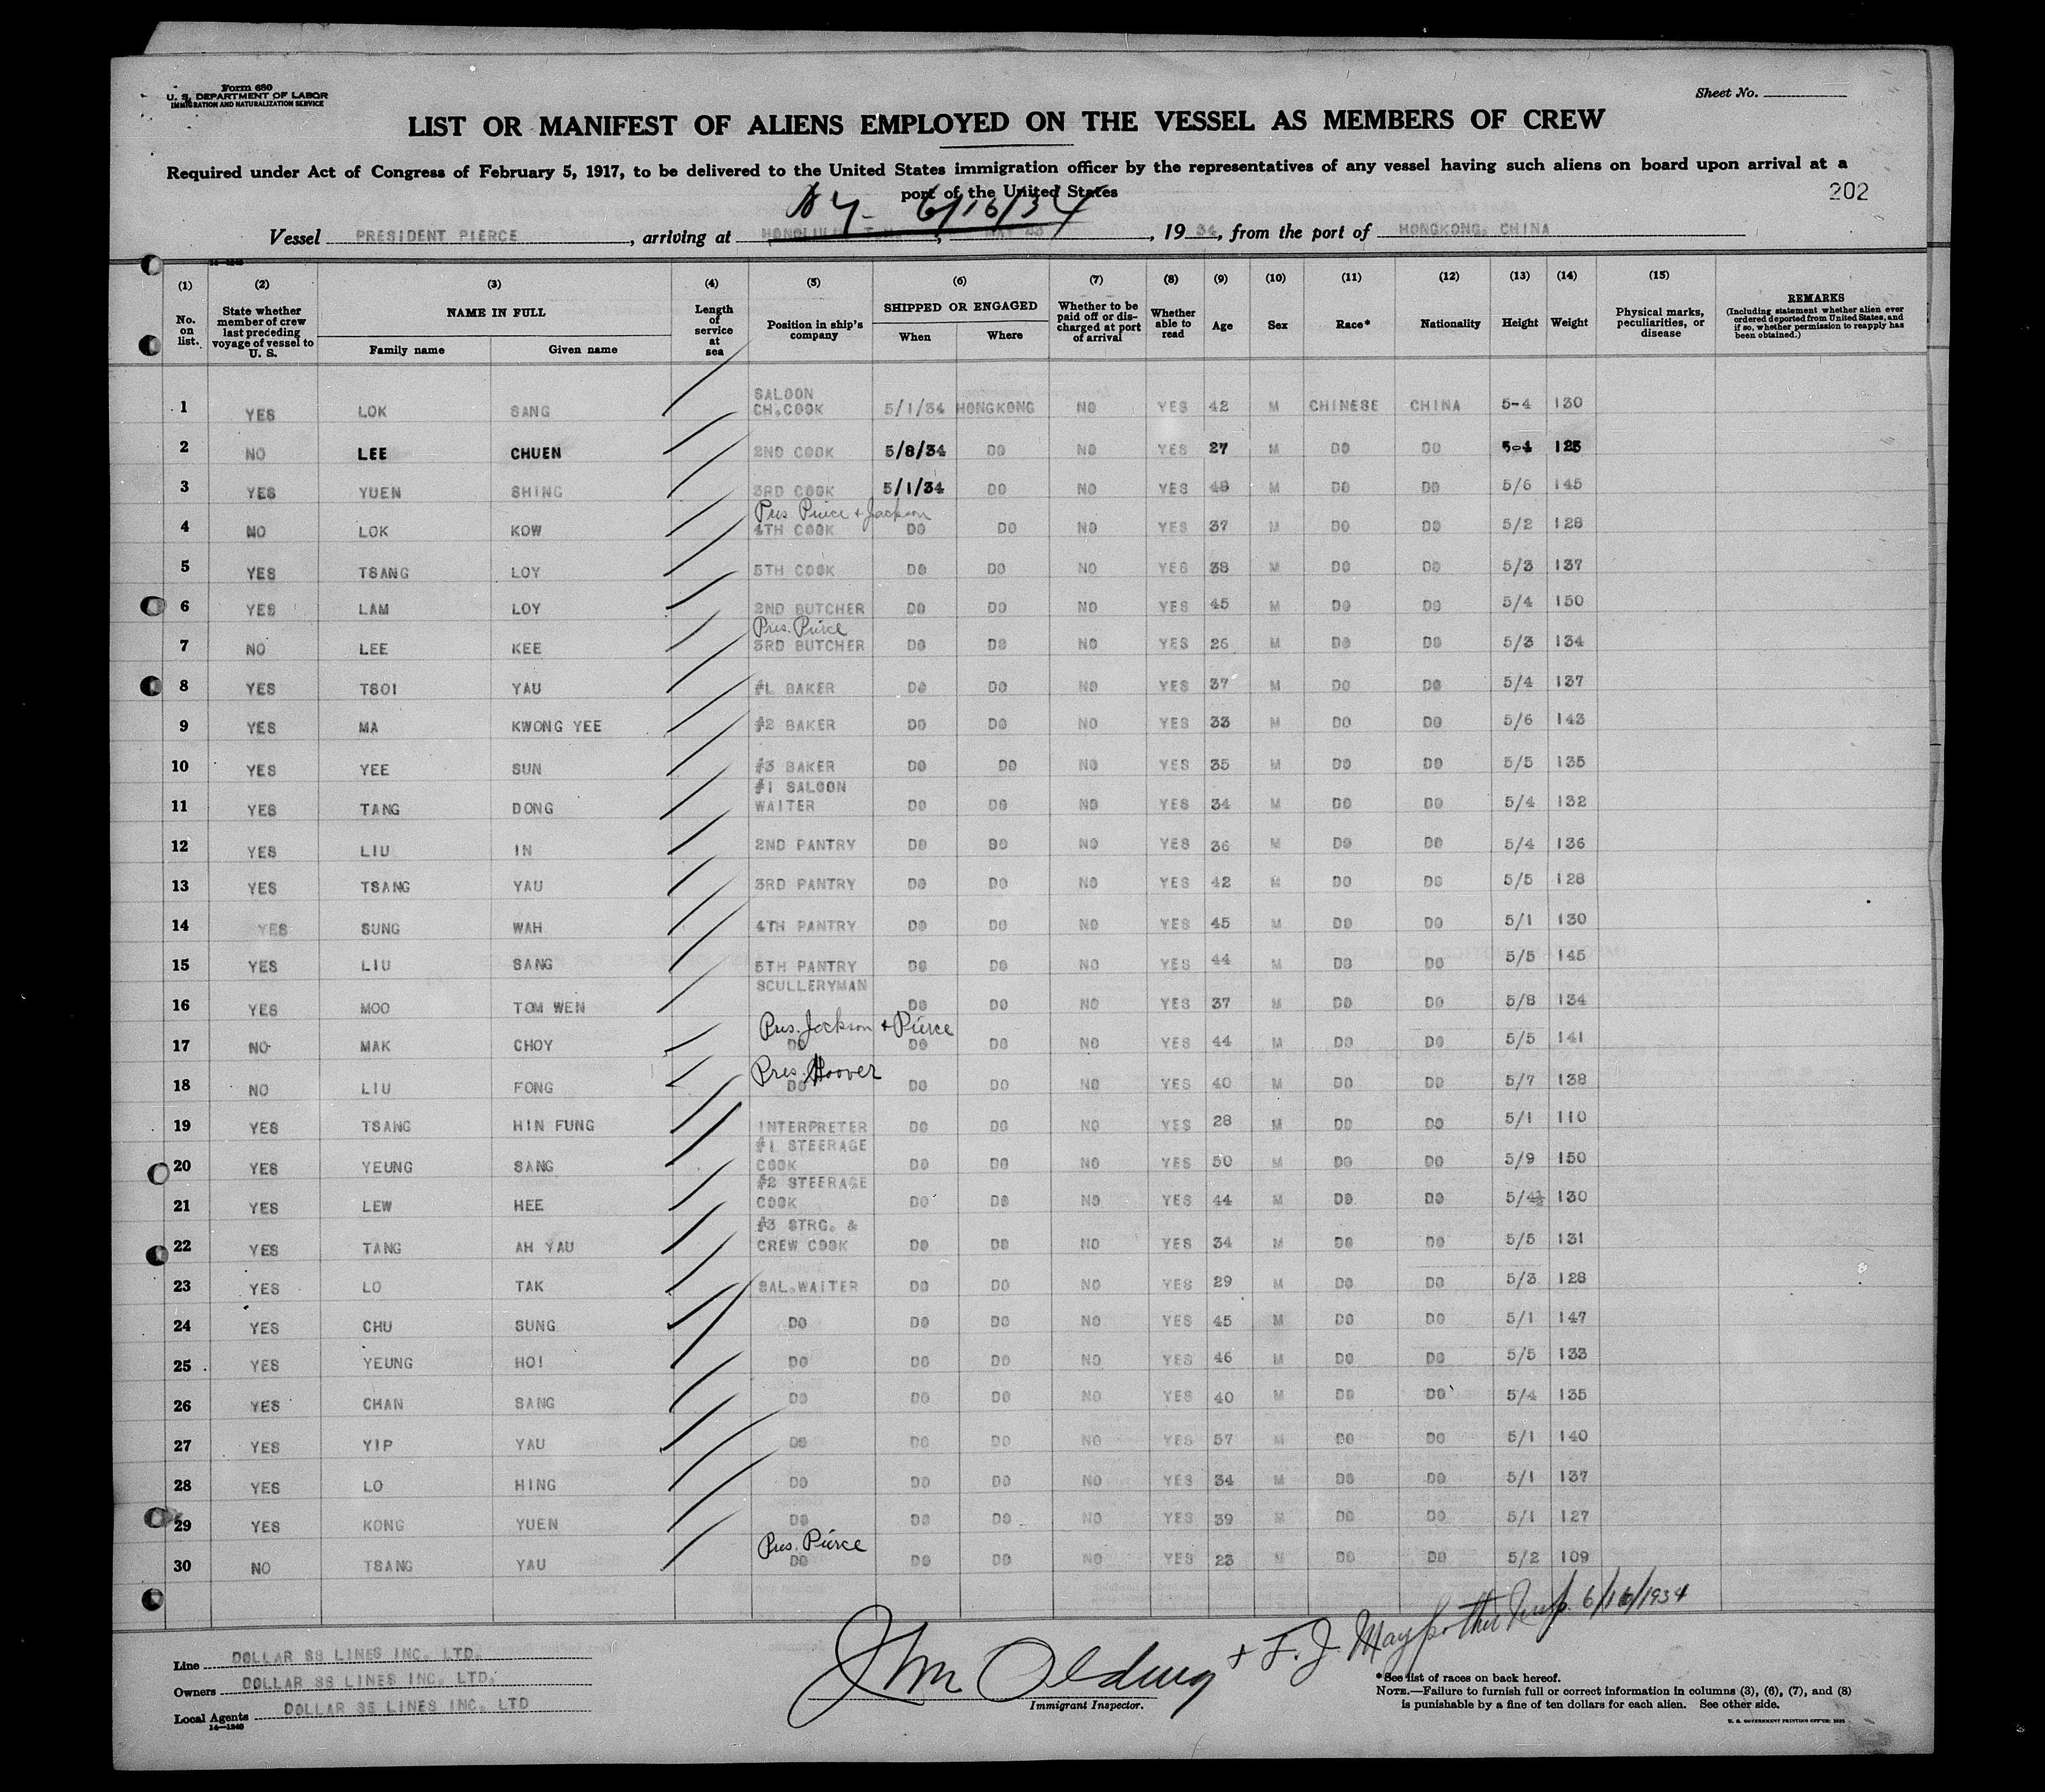 Form 680
U. S. DEPARTMENT OF LABOR
IMMIGRATION AND NATURALIZATION SERVICE
Sheet No.
LIST OR MANIFEST OF ALIENS EMPLOYED ON THE VESSEL AS MEMBERS OF CREW
Required under Act of Congress of February 5, 1917, to be delivered to the United States immigration officer by the representatives of any vessel having such aliens on board upon arrival at a
port of the United States
202
NY- 6/16/34
Vessel PRESIDENT PIERCE, arriving at HONOLULU T.H., MAY 23, 19 34, from the port of HONGKONG, CHINA
14—1240
(1) (2) (3) (4) (5) (6) (7) (8) (9) (10) (11) (12) (13) (14) (15)
No. on list. State whether member of crew last preceding voyage of vessel to U. S. NAME IN FULL Family name Given name Length of service at sea Position in ship's company SHIPPED OR ENGAGED When Where Whether to be paid off or discharged at port of arrival Whether able to read Age Sex Race* Nationality Height Weight Physical marks, peculiarities, or disease REMARKS (Including statement whether alien ever ordered deported from United States, and if so, whether permission to reapply has been obtained.)
1 YES LOK SANG SALOON CH.COOK 5/1/34 HONGKONG NO YES 42 M CHINESE CHINA 5-4 130
2 NO LEE CHUEN 2ND COOK 5/8/34 DO NO YES 27 M DO DO 5-4 125
3 YES YUEN SHING 3RD COOK 5/1/34 DO NO YES 48 M DO DO 5/6 145
Pres. Pierce + Jackson
4 NO LOK KOW 4TH COOK DO DO NO YES 37 M DO DO 5/2 128
5 YES TSANG LOY 5TH COOK DO DO NO YES 38 M DO DO 5/3 137
6 YES LAM LOY 2ND BUTCHER DO DO NO YES 45 M DO DO 5/4 150
Pres. Pierce
7 NO LEE KEE 3RD BUTCHER DO DO NO YES 26 M DO DO 5/3 134
8 YES TSOI YAU #L BAKER DO DO NO YES 37 M DO DO 5/4 137
9 YES MA KWONG YEE #2 BAKER DO DO NO YES 33 M DO DO 5/6 143
10 YES YEE SUN #3 BAKER DO DO NO YES 35 M DO DO 5/5 135
11 YES TANG DONG #1 SALOON WAITER DO DO NO YES 34 M DO DO 5/4 132
12 YES LIU IN 2ND PANTRY DO DO NO YES 36 M DO DO 5/4 136
13 YES TSANG YAU 3RD PANTRY DO DO NO YES 42 M DO DO 5/5 128
14 YES SUNG WAH 4TH PANTRY DO DO NO YES 45 M DO DO 5/1 130
15 YES LIU SANG 5TH PANTRY DO DO NO YES 44 M DO DO 5/5 145
16 YES MOO TOM WEN SCULLERYMAN DO DO NO YES 37 M DO DO 5/8 134
Pres. Jackson + Pierce
17 NO MAK CHOY DO DO DO NO YES 44 M DO DO 5/5 141
Pres. Hoover
18 NO LIU FONG DO DO DO NO YES 40 M DO DO 5/7 138
19 YES TSANG HIN FUNG INTERPRETER DO DO NO YES 28 M DO DO 5/1 110
20 YES YEUNG SANG #1 STEERAGE COOK DO DO NO YES 50 M DO DO 5/9 150
21 YES LEW HEE #2 STEERAGE COOK DO DO NO YES 44 M DO DO 5/4½ 130
22 YES TANG AH YAU #3 STRG. & CREW COOK DO DO NO YES 34 M DO DO 5/5 131
23 YES LO TAK SAL.WAITER DO DO NO YES 29 M DO DO 5/3 128
24 YES CHU SUNG DO DO DO NO YES 45 M DO DO 5/1 147
25 YES YEUNG HOI DO DO DO NO YES 46 M DO DO 5/5 133
26 YES CHAN SANG DO DO DO NO YES 40 M DO DO 5/4 135
27 YES YIP YAU DO DO DO NO YES 57 M DO DO 5/1 140
28 YES LO HING DO DO DO NO YES 34 M DO DO 5/1 137
29 YES KONG YUEN DO DO DO NO YES 39 M DO DO 5/1 127
Pres. Pierce
30 NO TSANG YAU DO DO DO NO YES 23 M DO DO 5/2 109
+ F. J. 6/16/1934
Line DOLLAR SS LINES INC. LTD.
Owners DOLLAR SS LINES INC. LTD.
Local Agents DOLLAR SS LINES INC. LTD
14—1240
Immigrant Inspector.
*See list of races on back hereof.
NOTE.—Failure to furnish full or correct information in columns (3), (6), (7), and (8)
is punishable by a fine of ten dollars for each alien. See other side.